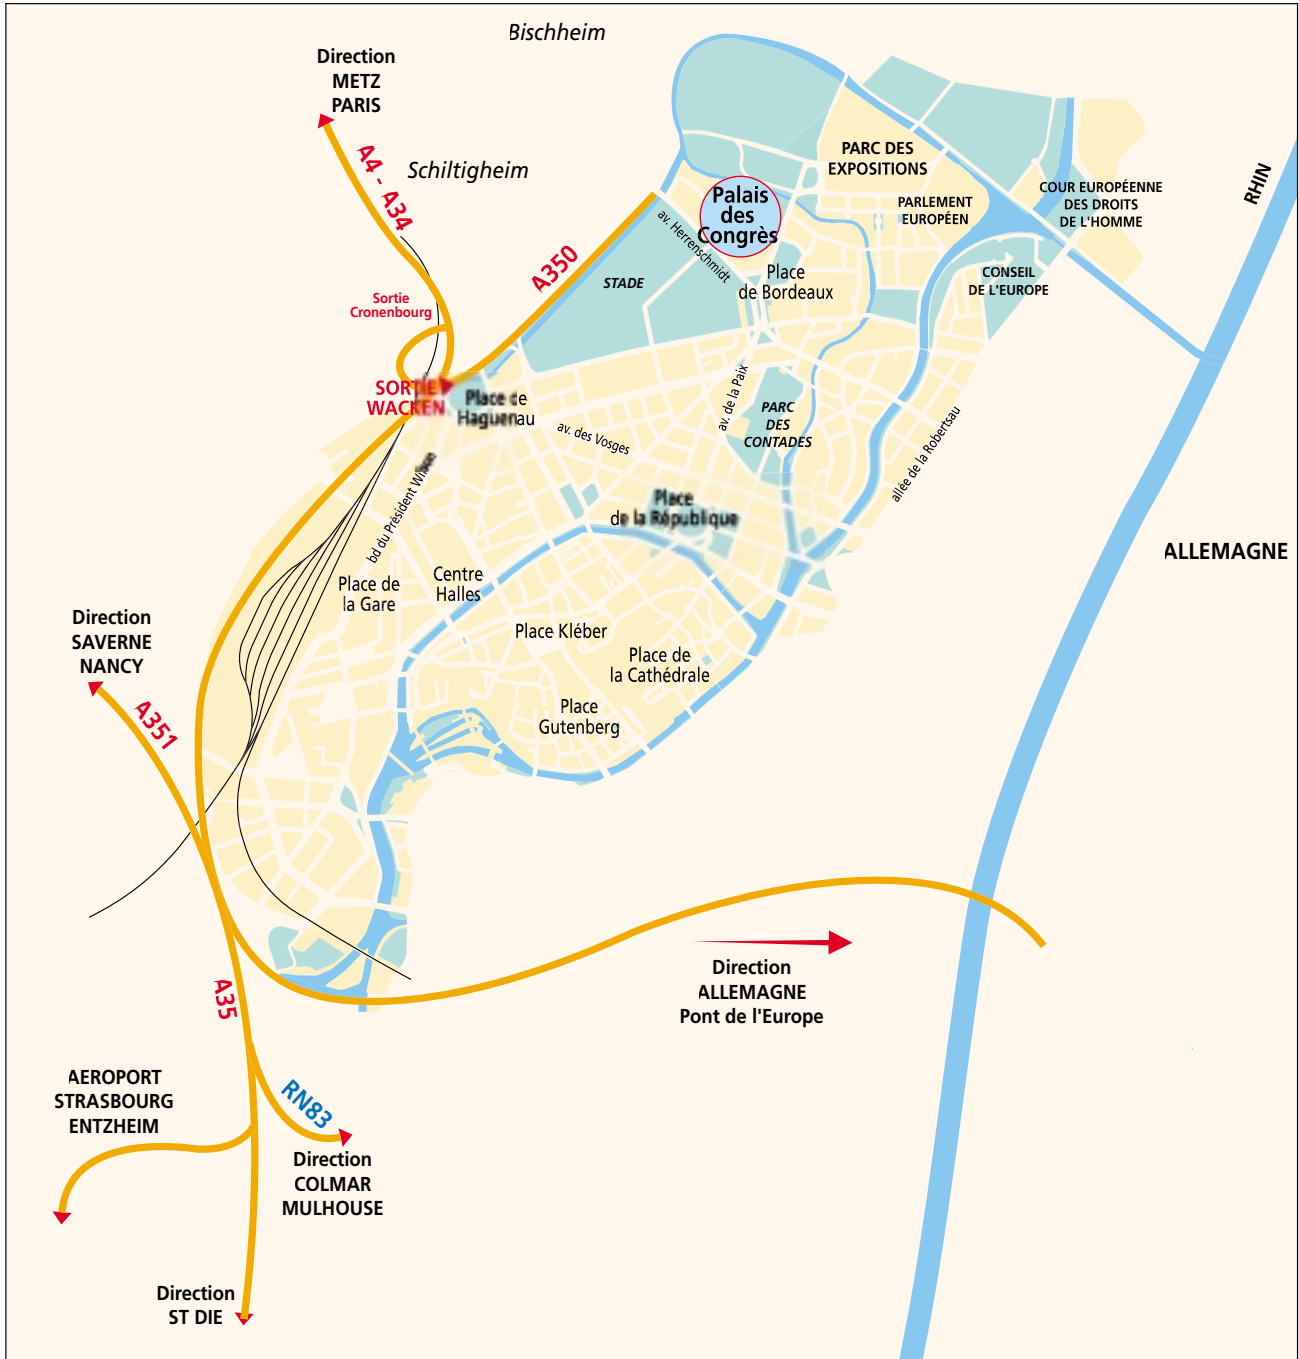 Bischheim
Direction
METZ
PARIS
A4 - A34
Schiltigheim
PARC DES
EXPOSITIONS
Palais
des
Congrès
PARLEMENT
EUROPÉEN
COUR EUROPÉENNE
DES DROITS
DE L'HOMME
RHIN
av. Herrenschmidt
A350
STADE
Place
de Bordeaux
CONSEIL
DE L'EUROPE
Sortie
Cronenbourg
SORTIE
WACKEN
Place de
Haguenau
av. des Vosges
av. de la Paix
PARC
DES
CONTADES
allée de la Robertsau
bd du Président Wilson
Place
de la République
ALLEMAGNE
Place de
la Gare
Centre
Halles
Place Kléber
Place de
la Cathédrale
Place
Gutenberg
Direction
SAVERNE
NANCY
A351
Direction
ALLEMAGNE
Pont de l'Europe
A35
AEROPORT
STRASBOURG
ENTZHEIM
RN83
Direction
COLMAR
MULHOUSE
Direction
ST DIE